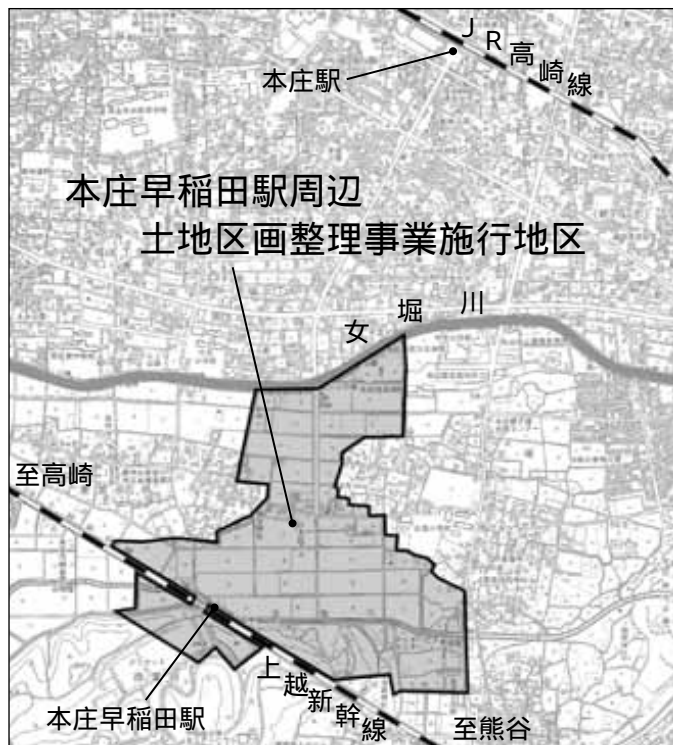 JR高崎線
本庄駅
本庄早稲田駅周辺
土地区画整理事業施行地区
女堀川
至高崎
上越新幹線
本庄早稲田駅
至熊谷